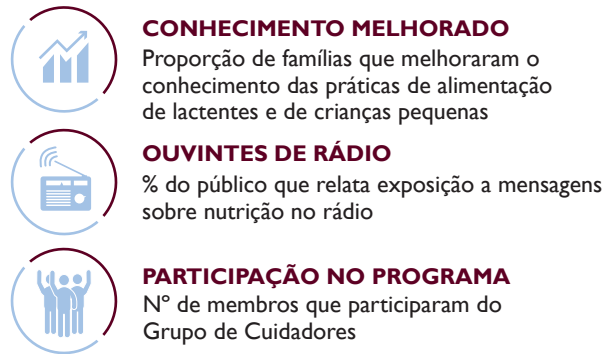 CONHECIMENTO MELHORADO
Proporção de famílias que melhoraram o
conhecimento das práticas de alimentação
de lactentes e de crianças pequenas
OUVINTES DE RÁDIO
% do público que relata exposição a mensagens
sobre nutrição no rádio
PARTICIPAÇÃO NO PROGRAMA
Nº de membros que participaram do
Grupo de Cuidadores